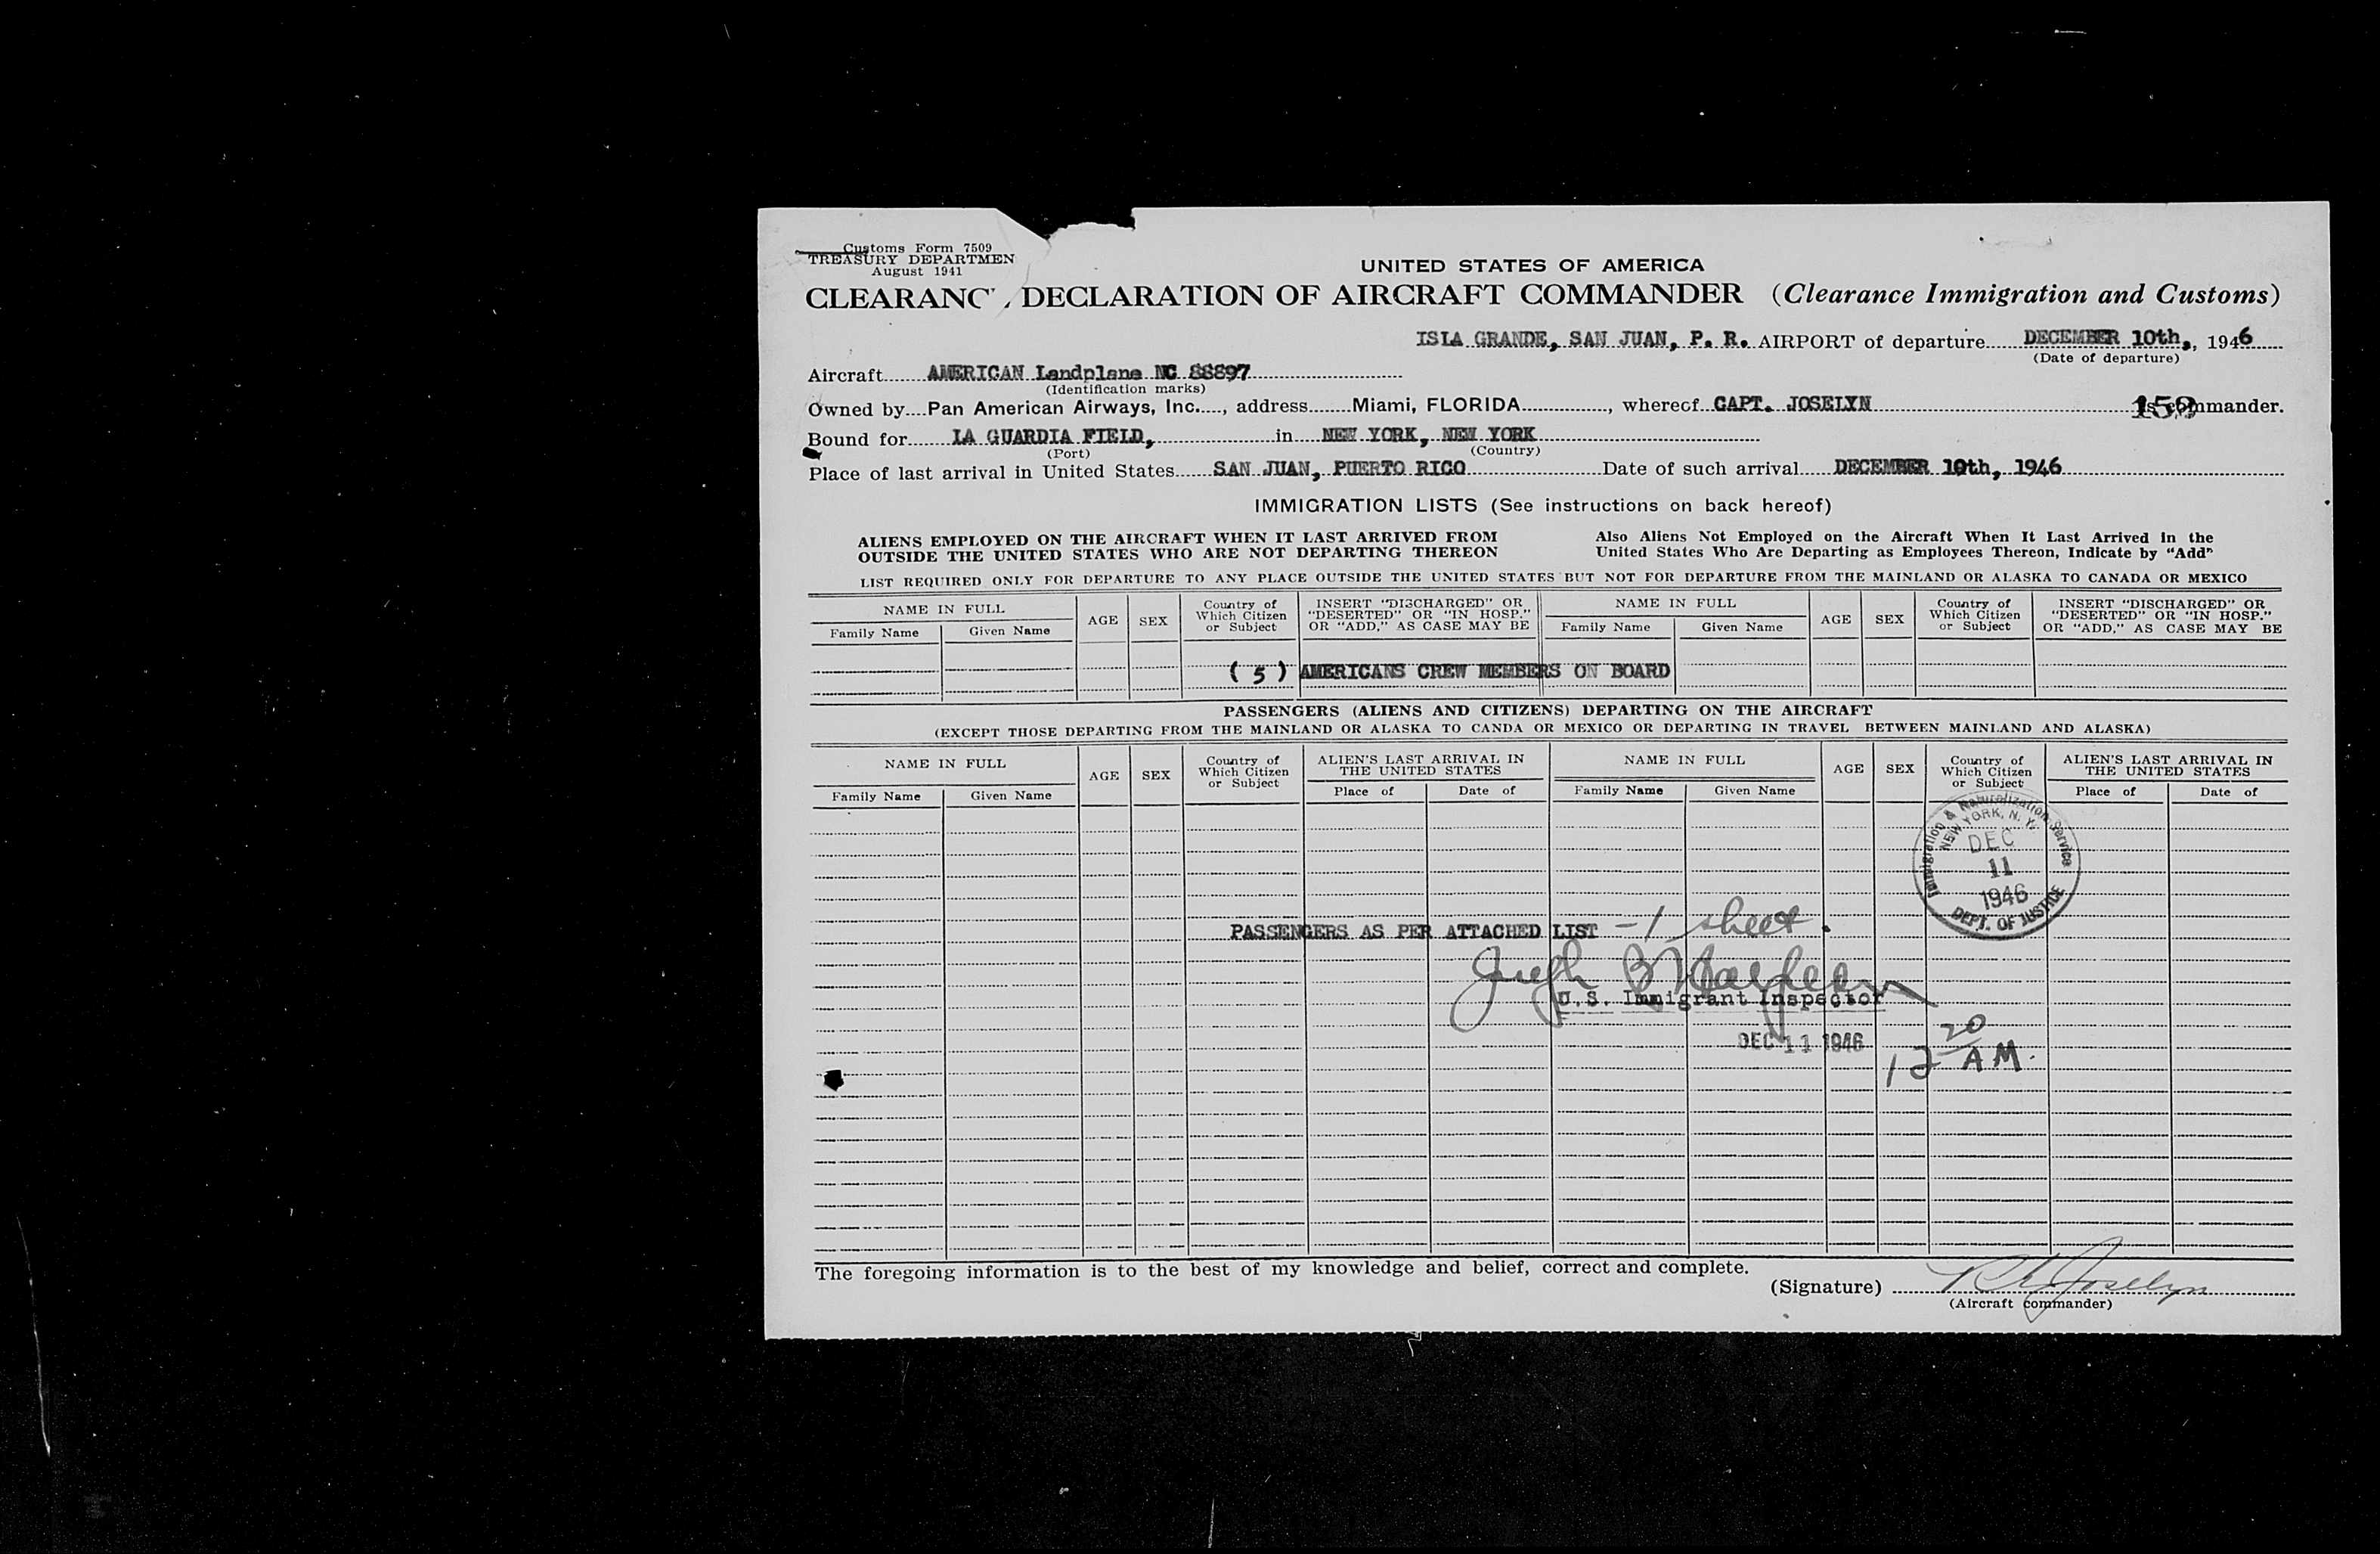 Customs Form 7509
TREASURY DEPARTMEN
August 1941
UNITED STATES OF AMERICA
CLEARANC DECLARATION OF AIRCRAFT COMMANDER (Clearance Immigration and Customs)
ISLA GRANDE, SAN JUAN, P. R. AIRPORT of departure DECEMBER 10th., 1946
(Date of departure)
Aircraft AMERICAN Landplane NC 88897
(Identification marks)
Owned by Pan American Airways, Inc., address Miami, FLORIDA, whereof CAPT. JOSELYN is commander.
159
Bound for LA GUARDIA FIELD, in NEW YORK, NEW YORK
(Port) (Country)
Place of last arrival in United States SAN JUAN, PUERTO RICO Date of such arrival DECEMBER 10th, 1946
IMMIGRATION LISTS (See instructions on back hereof)
ALIENS EMPLOYED ON THE AIRCRAFT WHEN IT LAST ARRIVED FROM
OUTSIDE THE UNITED STATES WHO ARE NOT DEPARTING THEREON
Also Aliens Not Employed on the Aircraft When It Last Arrived in the
United States Who Are Departing as Employees Thereon, Indicate by "Add"
LIST REQUIRED ONLY FOR DEPARTURE TO ANY PLACE OUTSIDE THE UNITED STATES BUT NOT FOR DEPARTURE FROM THE MAINLAND OR ALASKA TO CANADA OR MEXICO
NAME IN FULL
Family Name Given Name
AGE
SEX
Country of
Which Citizen
or Subject
INSERT "DISCHARGED" OR
"DESERTED" OR "IN HOSP."
OR "ADD," AS CASE MAY BE
NAME IN FULL
Family Name Given Name
AGE
SEX
Country of
Which Citizen
or Subject
INSERT "DISCHARGED" OR
"DESERTED" OR "IN HOSP."
OR "ADD," AS CASE MAY BE
(5) AMERICANS CREW MEMBERS ON BOARD
PASSENGERS (ALIENS AND CITIZENS) DEPARTING ON THE AIRCRAFT
(EXCEPT THOSE DEPARTING FROM THE MAINLAND OR ALASKA TO CANDA OR MEXICO OR DEPARTING IN TRAVEL BETWEEN MAINLAND AND ALASKA)
NAME IN FULL
Family Name Given Name
AGE
SEX
Country of
Which Citizen
or Subject
ALIEN'S LAST ARRIVAL IN
THE UNITED STATES
Place of Date of
NAME IN FULL
Family Name Given Name
AGE
SEX
Country of
Which Citizen
or Subject
ALIEN'S LAST ARRIVAL IN
THE UNITED STATES
Place of Date of
Immigration & Naturalization Service
NEW YORK, N. Y.
DEC
11
1946
DEPT. OF JUSTICE
PASSENGERS AS PER ATTACHED LIST - 1 sheet.
Joseph B
U.S. Immigrant Inspector
DEC 11 1946
12 20 AM.
The foregoing information is to the best of my knowledge and belief, correct and complete.
(Signature) Joselyn
(Aircraft commander)